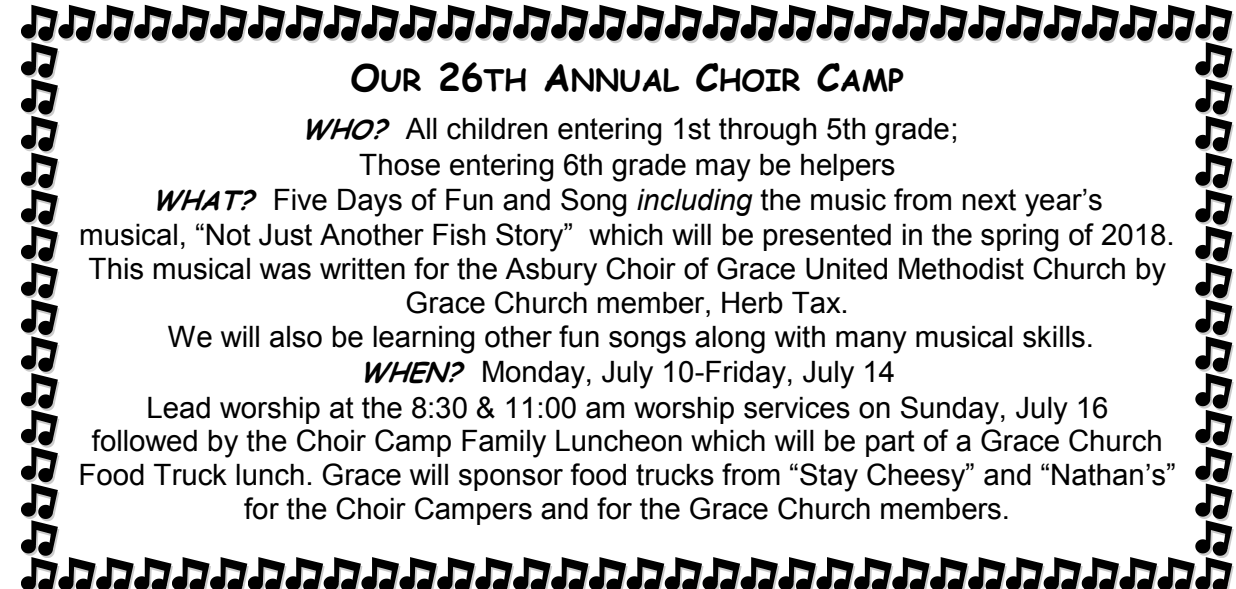 OUR 26TH ANNUAL CHOIR CAMP
WHO? All children entering 1st through 5th grade;
Those entering 6th grade may be helpers
WHAT? Five Days of Fun and Song including the music from next year's
musical, “Not Just Another Fish Story” which will be presented in the spring of 2018.
This musical was written for the Asbury Choir of Grace United Methodist Church by
Grace Church member, Herb Tax.
We will also be learning other fun songs along with many musical skills.
WHEN? Monday, July 10-Friday, July 14
Lead worship at the 8:30 & 11:00 am worship services on Sunday, July 16
followed by the Choir Camp Family Luncheon which will be part of a Grace Church
Food Truck lunch. Grace will sponsor food trucks from “Stay Cheesy” and “Nathan’s”
for the Choir Campers and for the Grace Church members.